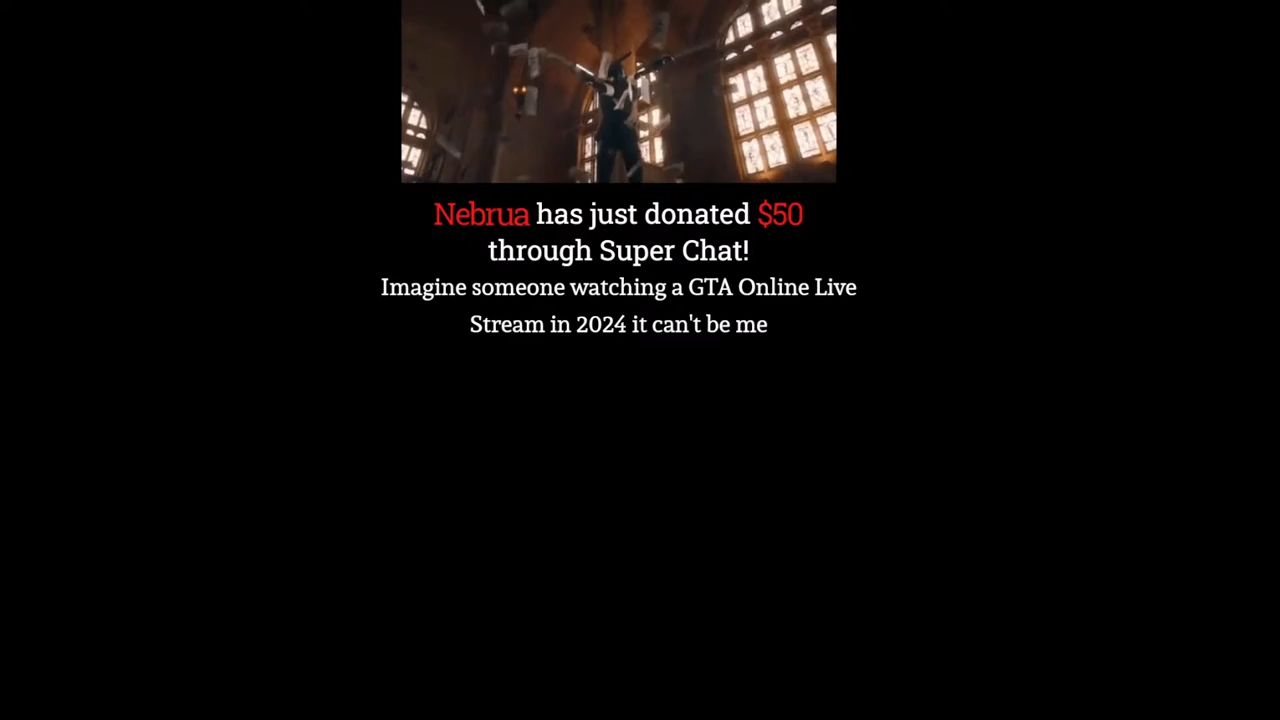 Nebrua has just donated $50
through Super Chat!
Imagine someone watching a GTA Online Live
Stream in 2024 it can't be me